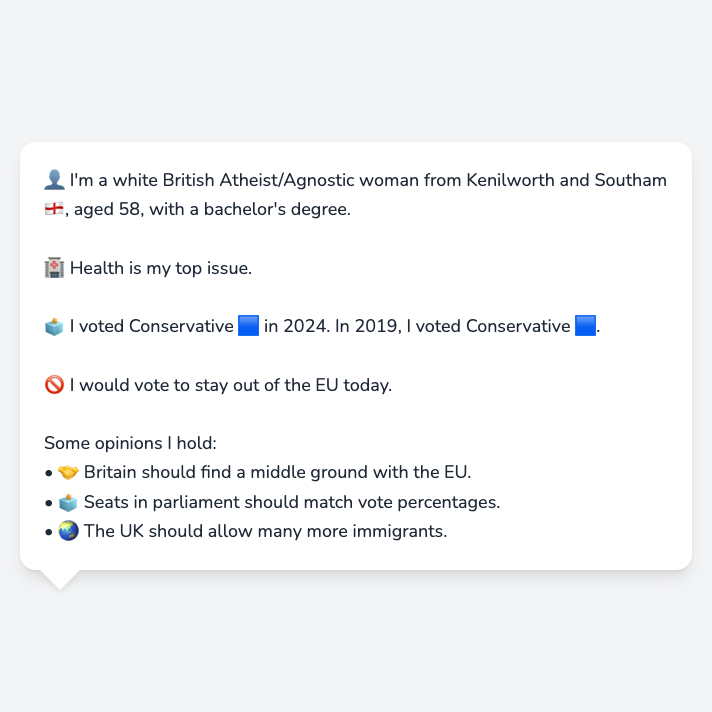 👤 I'm a white British Atheist/Agnostic woman from Kenilworth and Southam
🏴󠁧󠁢󠁥󠁮󠁧󠁿, aged 58, with a bachelor's degree.
🏥 Health is my top issue.
🗳️ I voted Conservative 🟦 in 2024. In 2019, I voted Conservative 🟦.
🚫 I would vote to stay out of the EU today.
Some opinions I hold:
• 🤝 Britain should find a middle ground with the EU.
• 🗳️ Seats in parliament should match vote percentages.
• 🌏 The UK should allow many more immigrants.